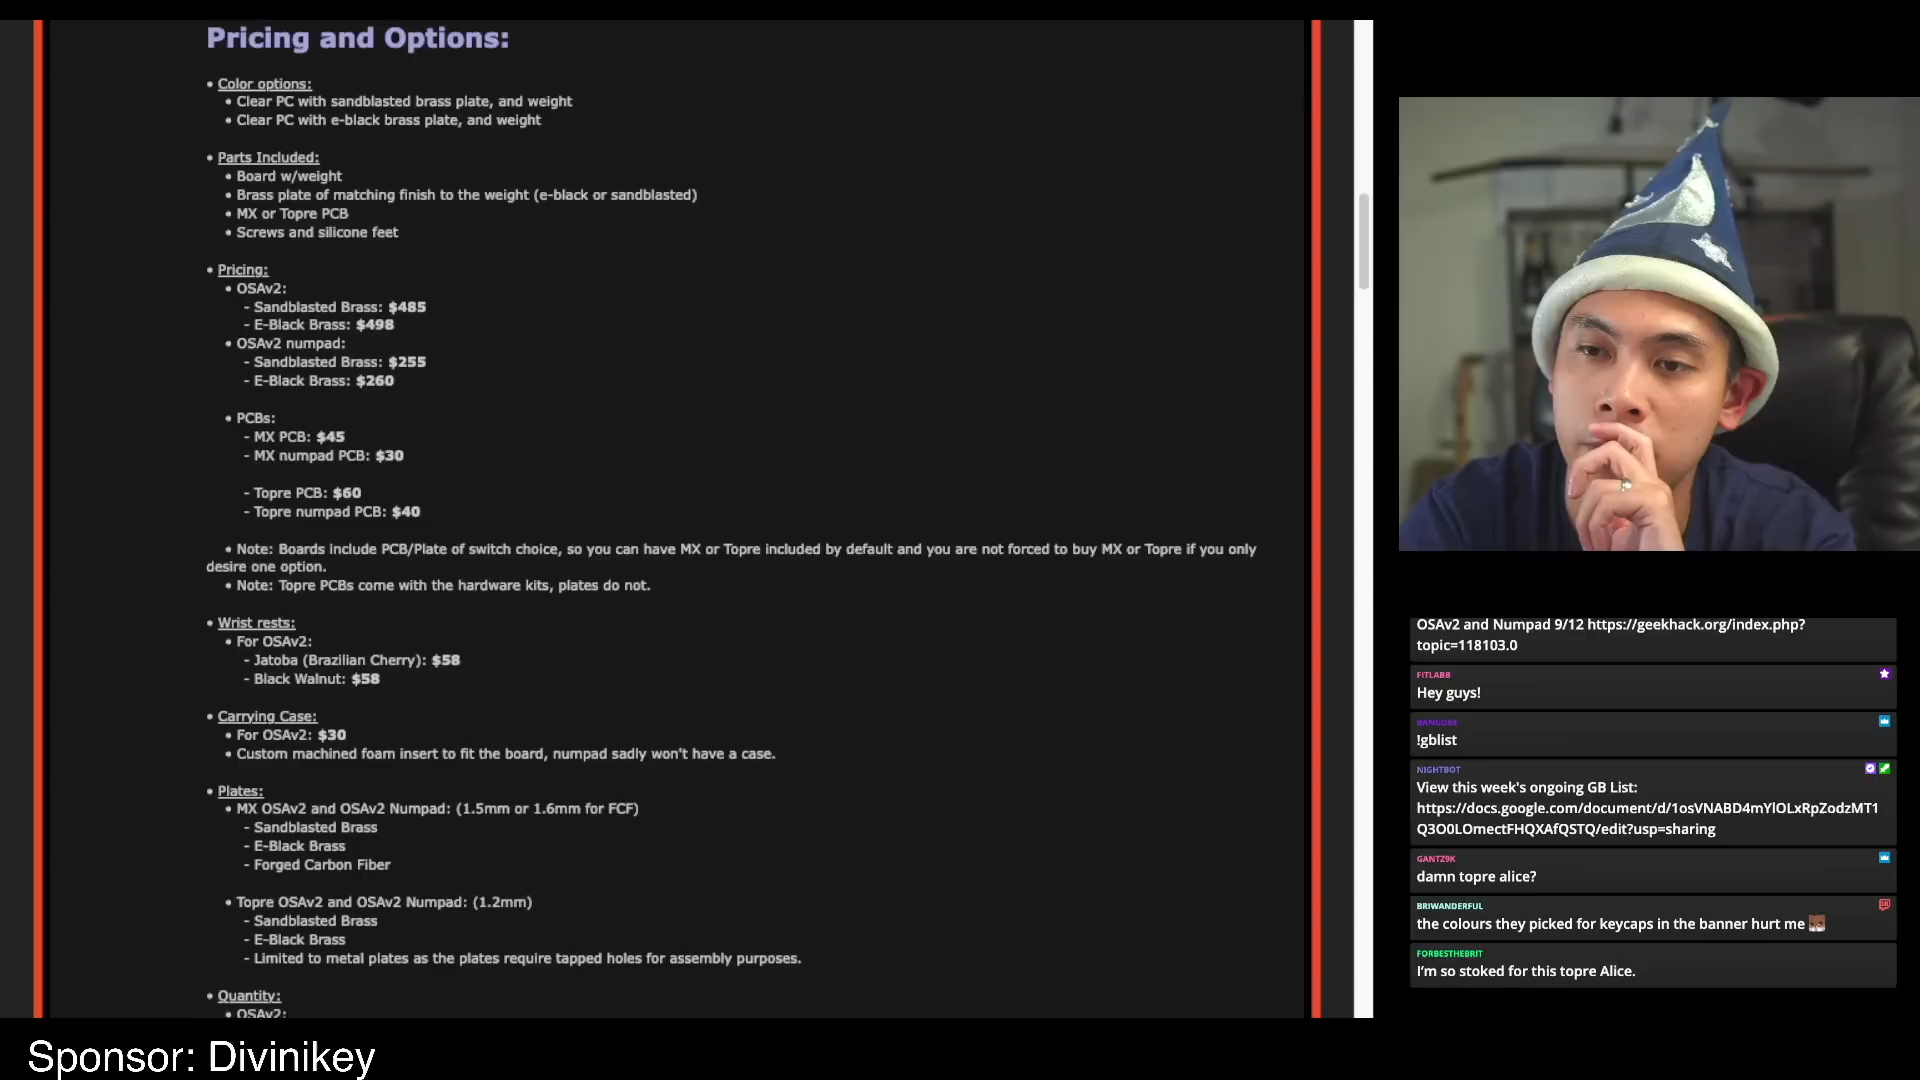 Pricing and Options:
• Color options:
• Clear PC with sandblasted brass plate, and weight
• Clear PC with e-black brass plate, and weight
• Parts Included:
• Board w/weight
• Brass plate of matching finish to the weight (e-black or sandblasted)
• MX or Topre PCB
• Screws and silicone feet
• Pricing:
• OSAv2:
- Sandblasted Brass: $485
- E-Black Brass: $498
• OSAv2 numpad:
- Sandblasted Brass: $255
- E-Black Brass: $260
• PCBs:
- MX PCB: $45
- MX numpad PCB: $30
- Topre PCB: $60
- Topre numpad PCB: $40
• Note: Boards include PCB/Plate of switch choice, so you can have MX or Topre included by default and you are not forced to buy MX or Topre if you only
desire one option.
• Note: Topre PCBs come with the hardware kits, plates do not.
• Wrist rests:
• For OSAv2:
- Jatoba (Brazilian Cherry): $58
- Black Walnut: $58
• Carrying Case:
• For OSAv2: $30
• Custom machined foam insert to fit the board, numpad sadly won't have a case.
• Plates:
• MX OSAv2 and OSAv2 Numpad: (1.5mm or 1.6mm for FCF)
- Sandblasted Brass
- E-Black Brass
- Forged Carbon Fiber
• Topre OSAv2 and OSAv2 Numpad: (1.2mm)
- Sandblasted Brass
- E-Black Brass
- Limited to metal plates as the plates require tapped holes for assembly purposes.
• Quantity:
• OSAv2:
OSAv2 and Numpad 9/12 https://geekhack.org/index.php?
topic=118103.0
FITLABB
Hey guys!
!gblist
NIGHTBOT
View this week's ongoing GB List:
https://docs.google.com/document/d/1osVNABD4mYlOLxRpZodzMT1
Q3O0LOmectFHQXAfQSTQ/edit?usp=sharing
GANTZ9K
damn topre alice?
BRIWANDERFUL
the colours they picked for keycaps in the banner hurt me
FORBESTHEBRIT
I'm so stoked for this topre Alice.
Sponsor: Divinikey